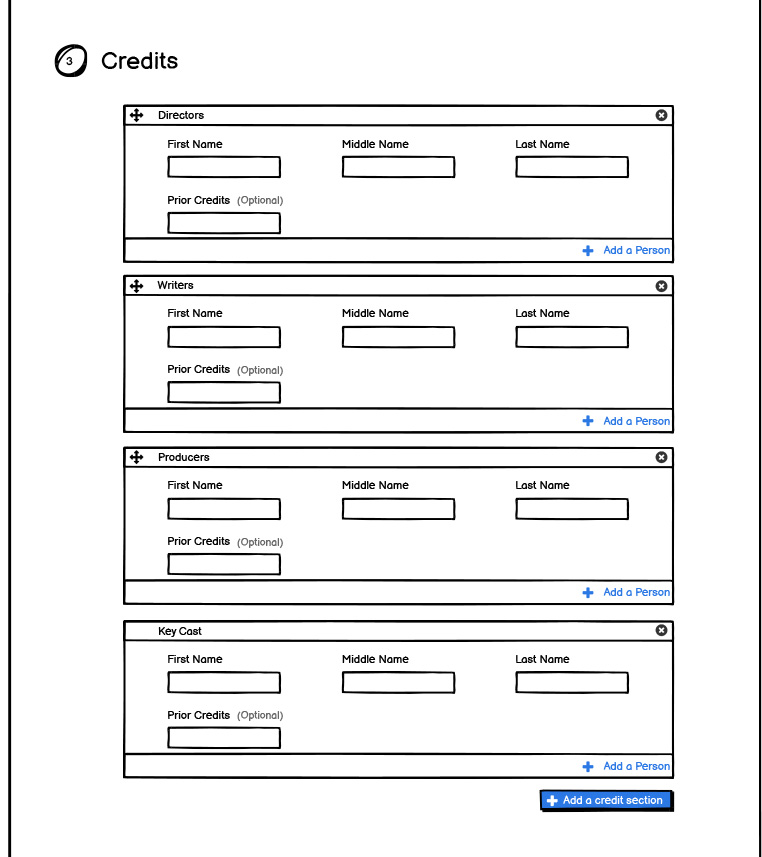 3 Credits
Directors
First Name Middle Name Last Name
Prior Credits (Optional)
Add a Person
Writers
First Name Middle Name Last Name
Prior Credits (Optional)
Add a Person
Producers
First Name Middle Name Last Name
Prior Credits (Optional)
Add a Person
Key Cast
First Name Middle Name Last Name
Prior Credits (Optional)
Add a Person
Add a credit section